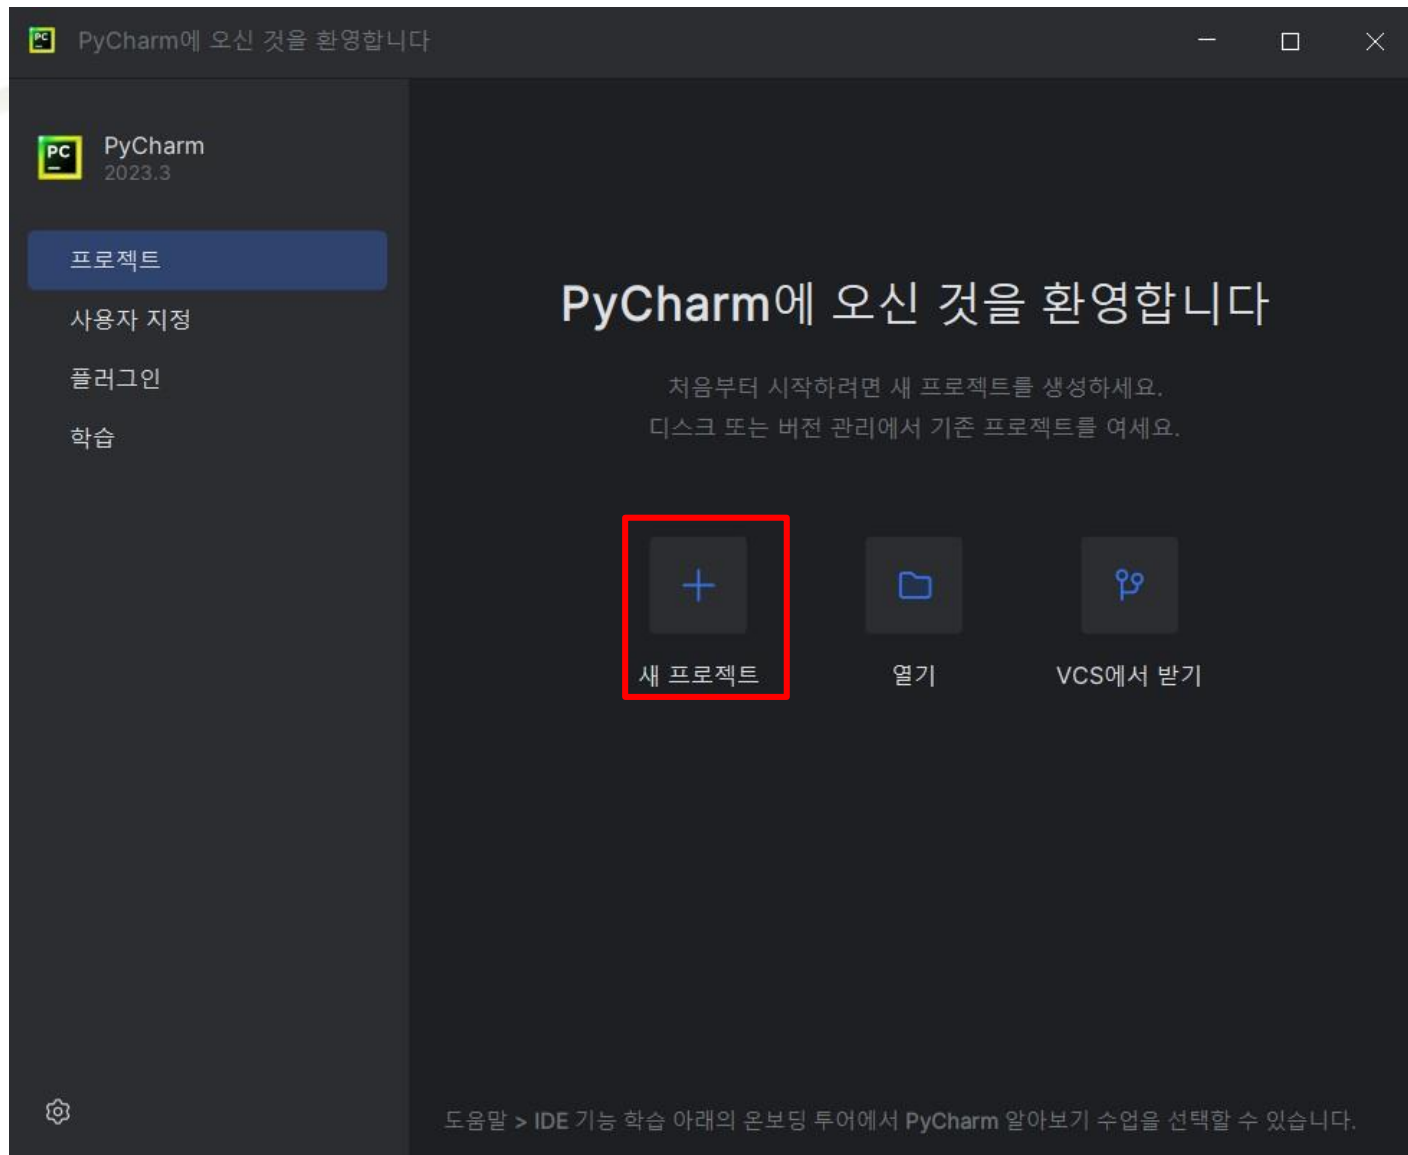 PC
PyCharm에 오신 것을 환영합니다
PC
PyCharm
2023.3
프로젝트
사용자 지정
플러그인
학습
PyCharm에 오신 것을 환영합니다
처음부터 시작하려면 새 프로젝트를 생성하세요.
디스크 또는 버전 관리에서 기존 프로젝트를 여세요.
새 프로젝트
열기
VCS에서 받기
도움말 > IDE 기능 학습 아래의 온보딩 투어에서 PyCharm 알아보기 수업을 선택할 수 있습니다.